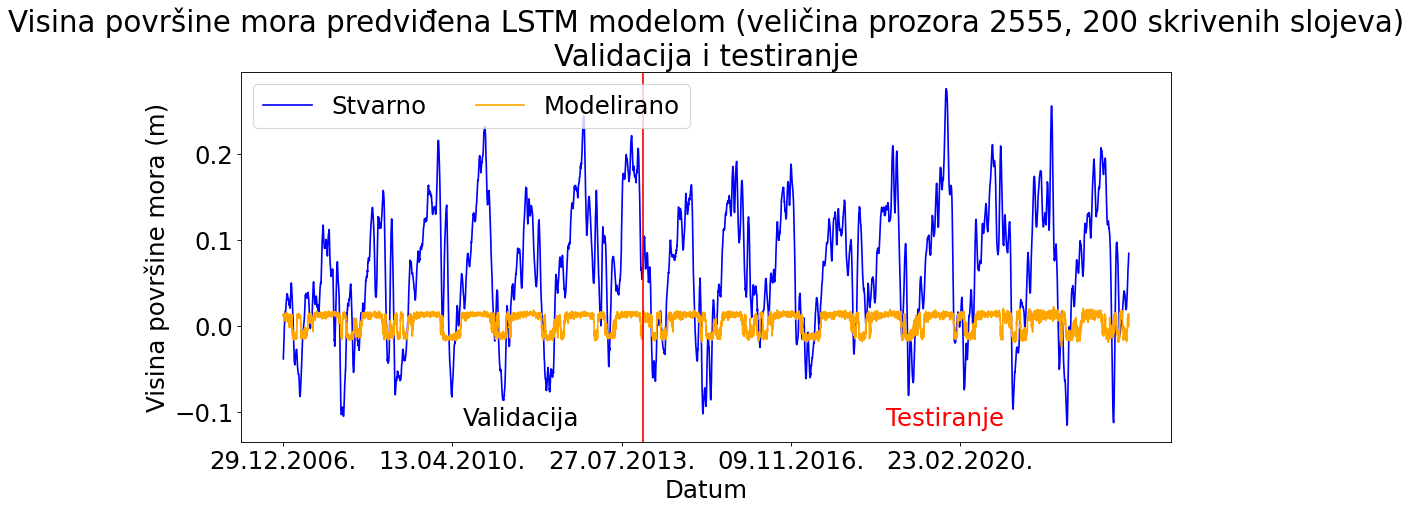 Visina površine mora predviđena LSTM modelom (veličina prozora 2555, 200 skrivenih slojeva)
Validacija i testiranje
Stvarno
Modelirano
Visina površine mora (m)
0.2
0.1
0.0
−0.1
Validacija
Testiranje
29.12.2006.
13.04.2010.
27.07.2013.
09.11.2016.
23.02.2020.
Datum